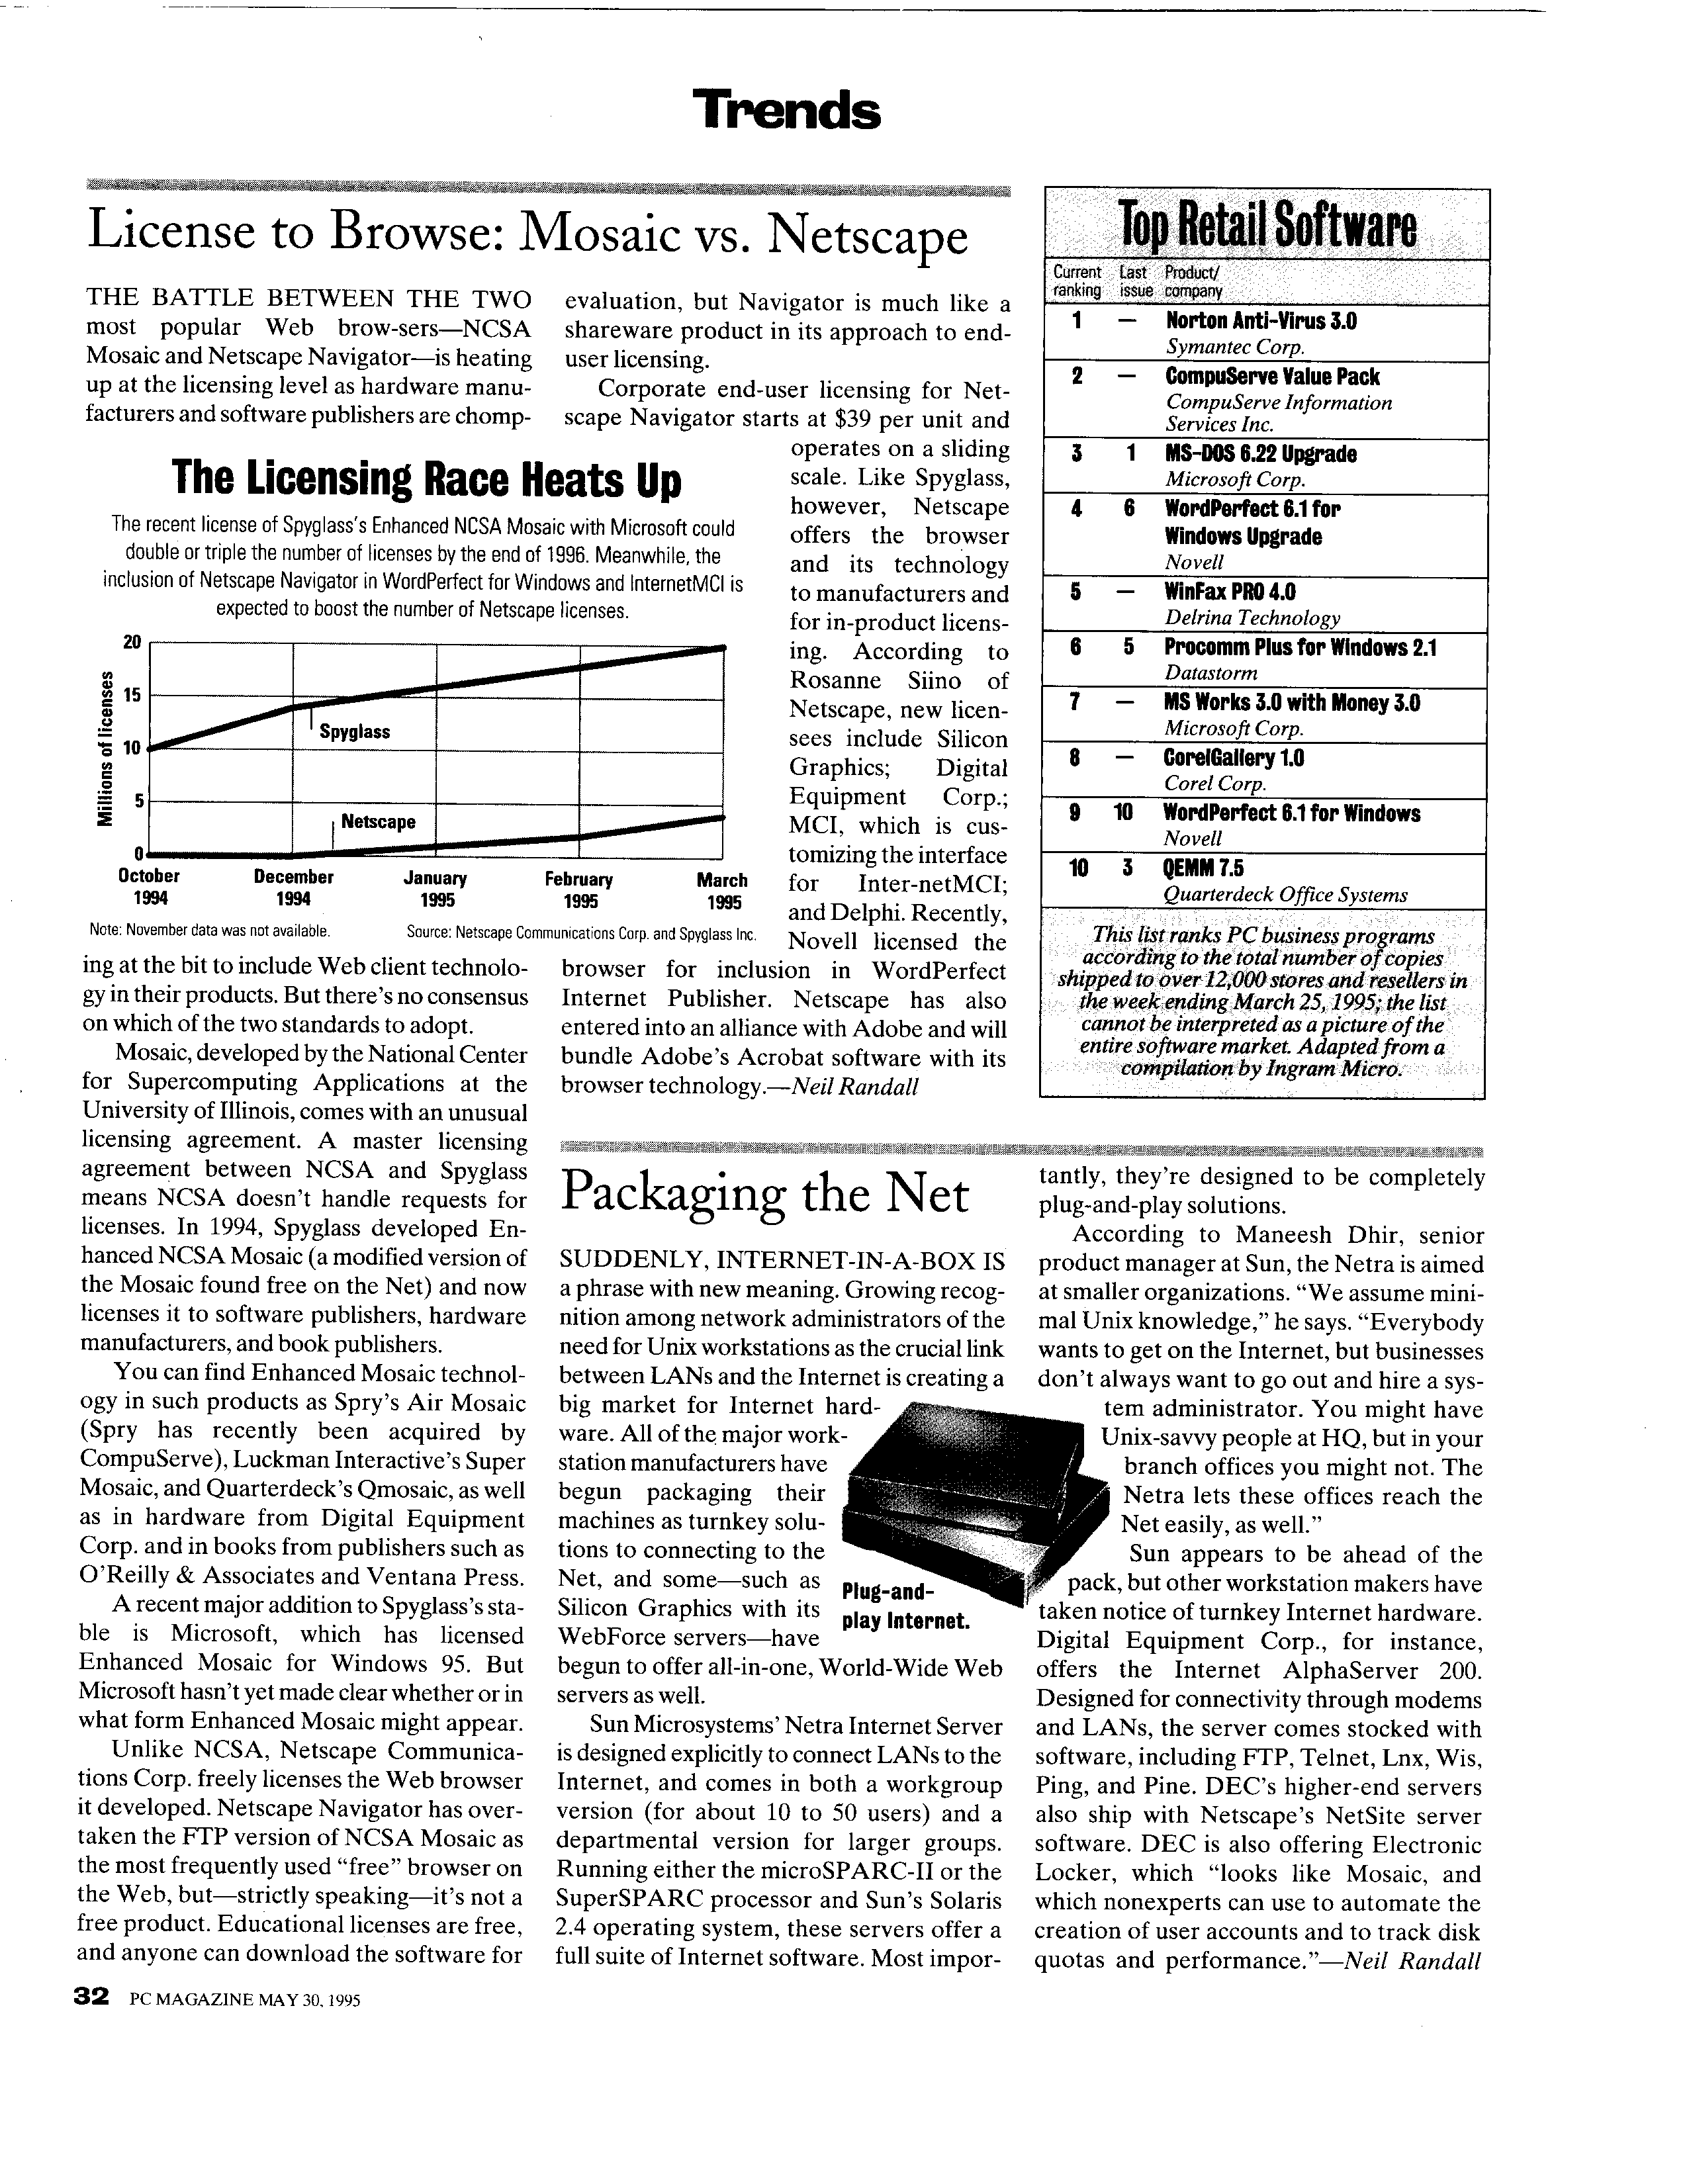 Trends
License to Browse: Mosaic vs. Netscape
THE BATTLE BETWEEN THE TWO
most popular Web brow-sers—NCSA
Mosaic and Netscape Navigator—is heating
up at the licensing level as hardware manu-
facturers and software publishers are chomp-
The Licensing Race Heats Up
The recent license of Spyglass's Enhanced NCSA Mosaic with Microsoft could
double or triple the number of licenses by the end of 1996. Meanwhile, the
inclusion of Netscape Navigator in WordPerfect for Windows and InternetMCI is
expected to boost the number of Netscape licenses.
Millions of licenses
20
15
10
5
0
Spyglass
Netscape
October
1994
December
1994
January
1995
February
1995
March
1995
Note: November data was not available.
Source: Netscape Communications Corp. and Spyglass Inc.
ing at the bit to include Web client technolo-
gy in their products. But there's no consensus
on which of the two standards to adopt.
Mosaic, developed by the National Center
for Supercomputing Applications at the
University of Illinois, comes with an unusual
licensing agreement. A master licensing
agreement between NCSA and Spyglass
means NCSA doesn't handle requests for
licenses. In 1994, Spyglass developed En-
hanced NCSA Mosaic (a modified version of
the Mosaic found free on the Net) and now
licenses it to software publishers, hardware
manufacturers, and book publishers.
You can find Enhanced Mosaic technol-
ogy in such products as Spry's Air Mosaic
(Spry has recently been acquired by
CompuServe), Luckman Interactive's Super
Mosaic, and Quarterdeck's Qmosaic, as well
as in hardware from Digital Equipment
Corp. and in books from publishers such as
O'Reilly & Associates and Ventana Press.
A recent major addition to Spyglass's sta-
ble is Microsoft, which has licensed
Enhanced Mosaic for Windows 95. But
Microsoft hasn't yet made clear whether or in
what form Enhanced Mosaic might appear.
Unlike NCSA, Netscape Communica-
tions Corp. freely licenses the Web browser
it developed. Netscape Navigator has over-
taken the FTP version of NCSA Mosaic as
the most frequently used “free” browser on
the Web, but—strictly speaking—it's not a
free product. Educational licenses are free,
and anyone can download the software for
evaluation, but Navigator is much like a
shareware product in its approach to end-
user licensing.
Corporate end-user licensing for Net-
scape Navigator starts at $39 per unit and
operates on a sliding
scale. Like Spyglass,
however, Netscape
offers the browser
and its technology
to manufacturers and
for in-product licens-
ing. According to
Rosanne Siino of
Netscape, new licen-
sees include Silicon
Graphics; Digital
Equipment Corp.;
MCI, which is cus-
tomizing the interface
for Inter-netMCI;
and Delphi. Recently,
Novell licensed the
browser for inclusion in WordPerfect
Internet Publisher. Netscape has also
entered into an alliance with Adobe and will
bundle Adobe's Acrobat software with its
browser technology.—Neil Randall
Top Retail Software
Current ranking Last issue Product/ company
1 — Norton Anti-Virus 3.0
Symantec Corp.
2 — CompuServe Value Pack
CompuServe Information
Services Inc.
3 1 MS-DOS 6.22 Upgrade
Microsoft Corp.
4 6 WordPerfect 6.1 for
Windows Upgrade
Novell
5 — WinFax PRO 4.0
Delrina Technology
6 5 Procomm Plus for Windows 2.1
Datastorm
7 — MS Works 3.0 with Money 3.0
Microsoft Corp.
8 — CorelGallery 1.0
Corel Corp.
9 10 WordPerfect 6.1 for Windows
Novell
10 3 QEMM 7.5
Quarterdeck Office Systems
This list ranks PC business programs
according to the total number of copies
shipped to over 12,000 stores and resellers in
the week ending March 25, 1995; the list
cannot be interpreted as a picture of the
entire software market. Adapted from a
compilation by Ingram Micro.
Packaging the Net
SUDDENLY, INTERNET-IN-A-BOX IS
a phrase with new meaning. Growing recog-
nition among network administrators of the
need for Unix workstations as the crucial link
between LANs and the Internet is creating a
big market for Internet hard-
ware. All of the major work-
station manufacturers have
begun packaging their
machines as turnkey solu-
tions to connecting to the
Net, and some—such as
Silicon Graphics with its
WebForce servers—have
begun to offer all-in-one, World-Wide Web
servers as well.
Sun Microsystems' Netra Internet Server
is designed explicitly to connect LANs to the
Internet, and comes in both a workgroup
version (for about 10 to 50 users) and a
departmental version for larger groups.
Running either the microSPARC-II or the
SuperSPARC processor and Sun's Solaris
2.4 operating system, these servers offer a
full suite of Internet software. Most impor-
Plug-and-
play Internet.
tantly, they're designed to be completely
plug-and-play solutions.
According to Maneesh Dhir, senior
product manager at Sun, the Netra is aimed
at smaller organizations. “We assume mini-
mal Unix knowledge,” he says. “Everybody
wants to get on the Internet, but businesses
don't always want to go out and hire a sys-
tem administrator. You might have
Unix-savvy people at HQ, but in your
branch offices you might not. The
Netra lets these offices reach the
Net easily, as well.”
Sun appears to be ahead of the
pack, but other workstation makers have
taken notice of turnkey Internet hardware.
Digital Equipment Corp., for instance,
offers the Internet AlphaServer 200.
Designed for connectivity through modems
and LANs, the server comes stocked with
software, including FTP, Telnet, Lnx, Wis,
Ping, and Pine. DEC's higher-end servers
also ship with Netscape's NetSite server
software. DEC is also offering Electronic
Locker, which “looks like Mosaic, and
which nonexperts can use to automate the
creation of user accounts and to track disk
quotas and performance.”—Neil Randall
32 PC MAGAZINE MAY 30, 1995